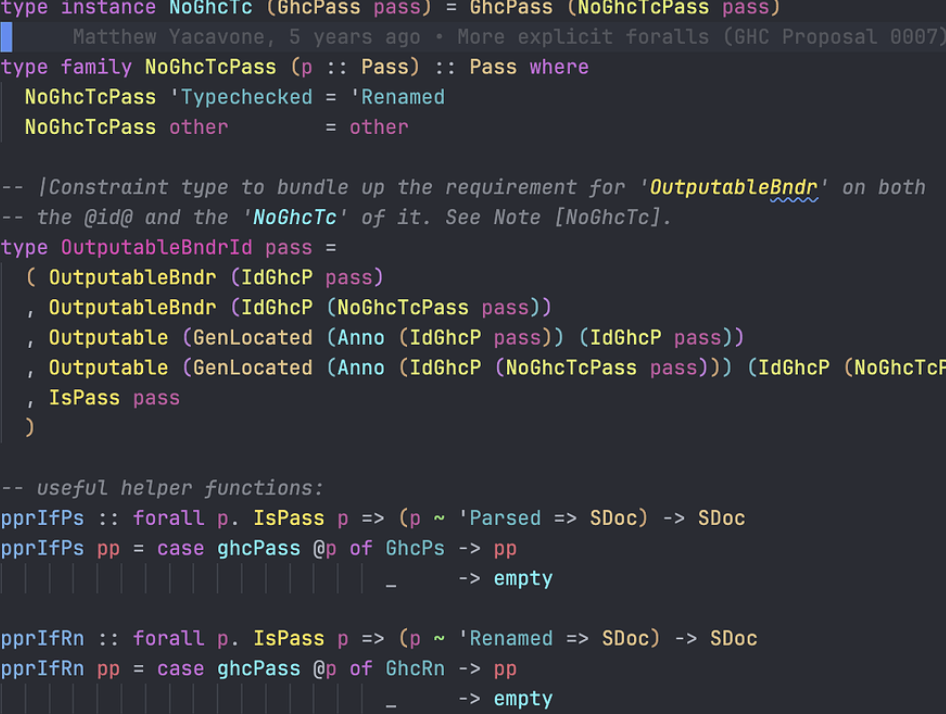 type instance NoGhcTc (GhcPass pass) = GhcPass (NoGhcTcPass pass)
Matthew Yacavone, 5 years ago • More explicit foralls (GHC Proposal 0007)
type family NoGhcTcPass (p :: Pass) :: Pass where
  NoGhcTcPass 'Typechecked = 'Renamed
  NoGhcTcPass other        = other
-- |Constraint type to bundle up the requirement for 'OutputableBndr' on both
-- the @id@ and the 'NoGhcTc' of it. See Note [NoGhcTc].
type OutputableBndrId pass =
  ( OutputableBndr (IdGhcP pass)
  , OutputableBndr (IdGhcP (NoGhcTcPass pass))
  , Outputable (GenLocated (Anno (IdGhcP pass)) (IdGhcP pass))
  , Outputable (GenLocated (Anno (IdGhcP (NoGhcTcPass pass))) (IdGhcP (NoGhcTcP
  , IsPass pass
  )
-- useful helper functions:
pprIfPs :: forall p. IsPass p => (p ~ 'Parsed => SDoc) -> SDoc
pprIfPs pp = case ghcPass @p of GhcPs -> pp
                                _     -> empty
pprIfRn :: forall p. IsPass p => (p ~ 'Renamed => SDoc) -> SDoc
pprIfRn pp = case ghcPass @p of GhcRn -> pp
                                _     -> empty